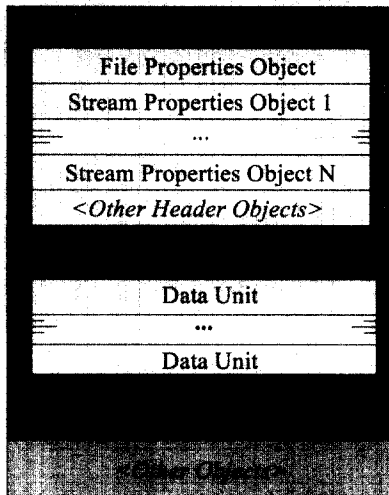 File Properties Object
Stream Properties Object 1
...
Stream Properties Object N
<Other Header Objects>
Data Unit
...
Data Unit
<Other Objects>